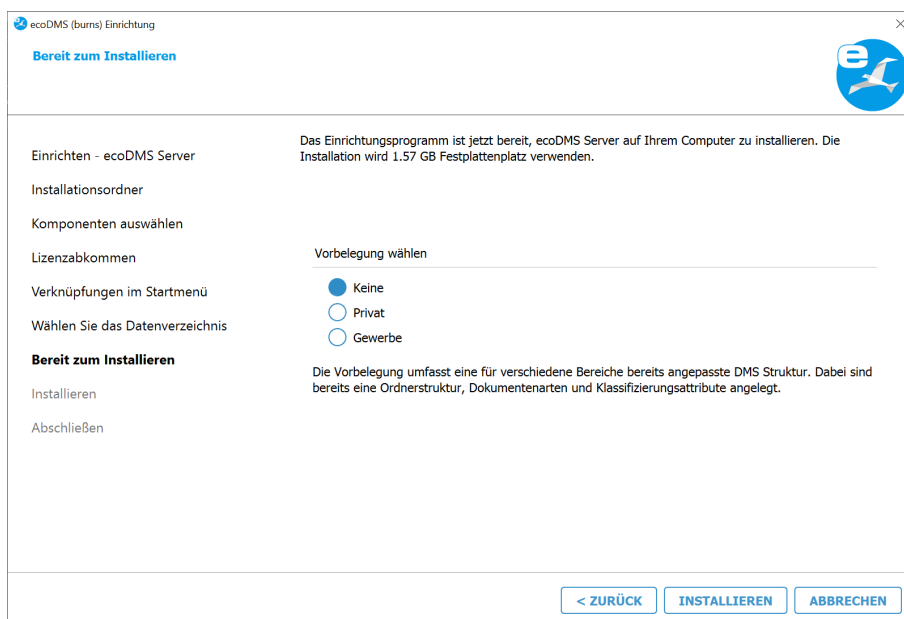 ecoDMS (burns) Einrichtung
Bereit zum Installieren
e
Einrichten - ecoDMS Server
Installationsordner
Komponenten auswählen
Lizenzabkommen
Verknüpfungen im Startmenü
Wählen Sie das Datenverzeichnis
Bereit zum Installieren
Installieren
Abschließen
Das Einrichtungsprogramm ist jetzt bereit, ecoDMS Server auf Ihrem Computer zu installieren. Die
Installation wird 1.57 GB Festplattenplatz verwenden.
Vorbelegung wählen
Keine
Privat
Gewerbe
Die Vorbelegung umfasst eine für verschiedene Bereiche bereits angepasste DMS Struktur. Dabei sind
bereits eine Ordnerstruktur, Dokumentenarten und Klassifizierungsattribute angelegt.
< ZURÜCK
INSTALLIEREN
ABBRECHEN